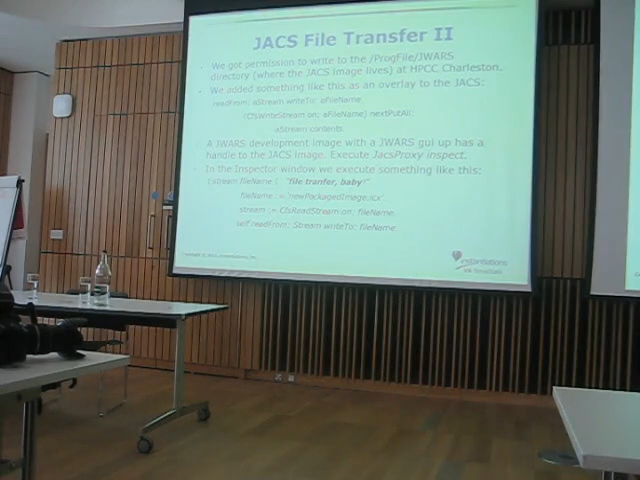 JACS File Transfer II
- We got permission to write to the /ProgFile/JWARS
directory (where the JACS image lives) at HPCC Charleston.
- We added something like this as an overlay to the JACS:
readFrom: aStream writeTo: aFileName
(CfsWriteStream on: aFileName) nextPutAll:
aStream contents.
A JWARS development image with a JWARS gui up has a
handle to the JACS image. Execute JacsProxy inspect.
- In the Inspector window we execute something like this:
stream fileName | "file tranfer, baby!"
fileName := 'newPackagedImage.icx'.
stream := CfsReadStream on: fileName.
self readFrom: Stream writeTo: fileName
instantiations